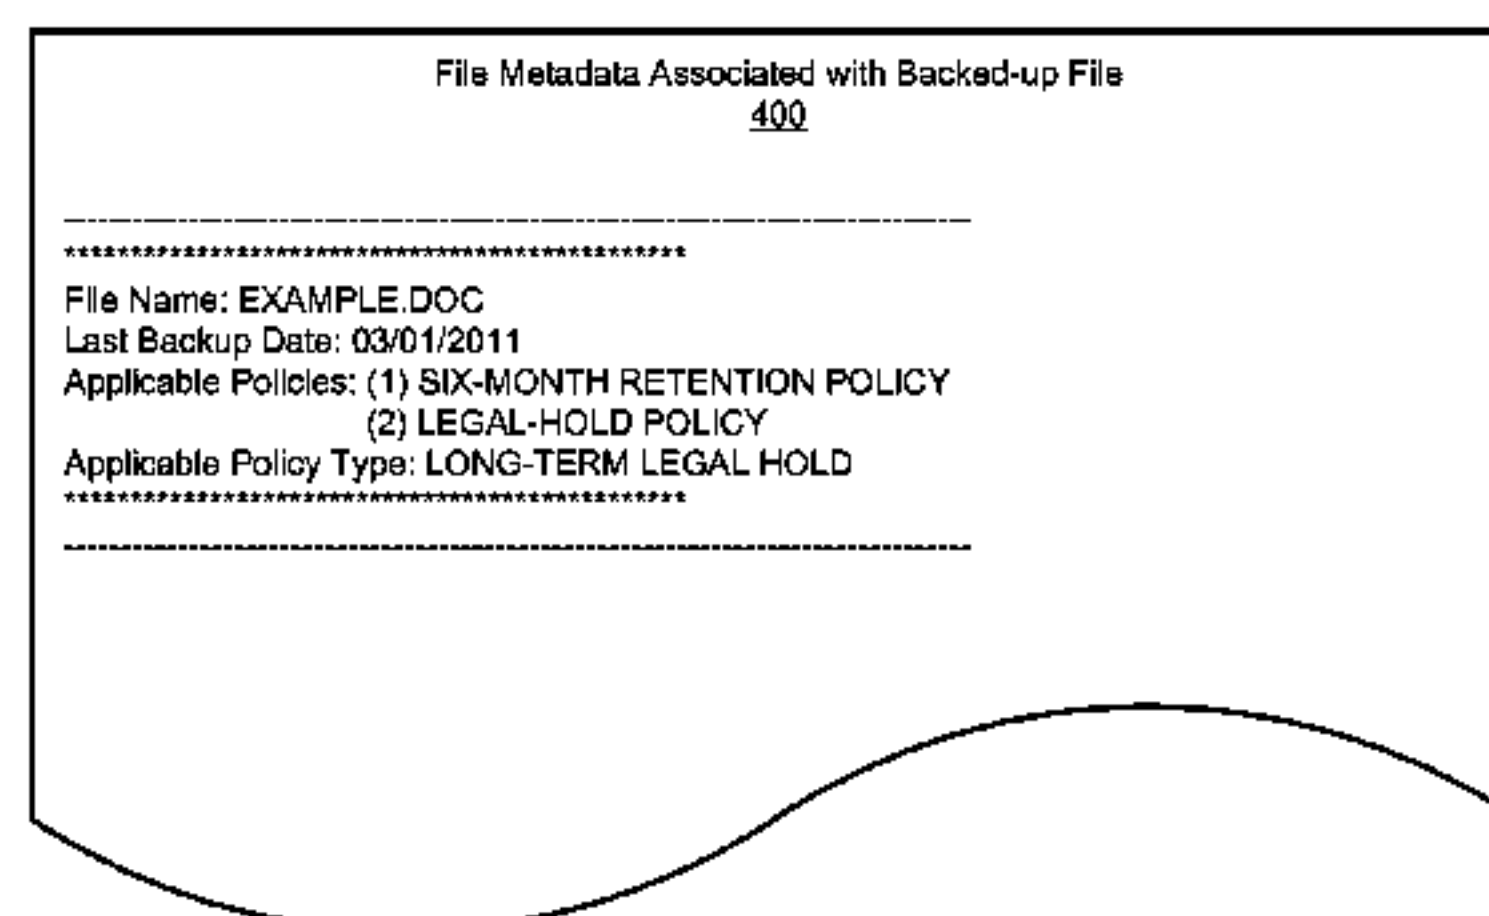 File Metadata Associated with Backed-up File
400
--------------------------------------------------------------------------------
***********************************************
File Name: EXAMPLE.DOC
Last Backup Date: 03/01/2011
Applicable Policies: (1) SIX-MONTH RETENTION POLICY
(2) LEGAL-HOLD POLICY
Applicable Policy Type: LONG-TERM LEGAL HOLD
***********************************************
--------------------------------------------------------------------------------